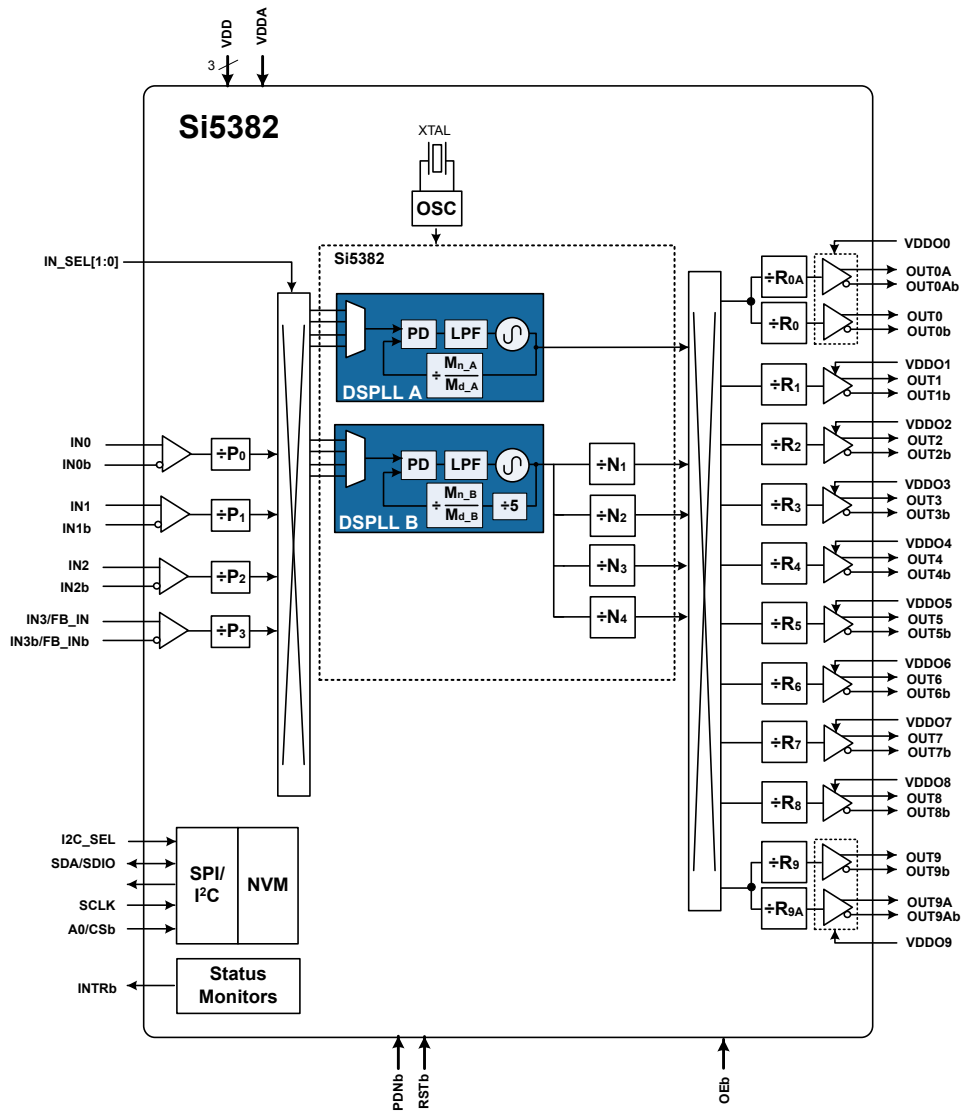 VDD
VDDA
3
Si5382
XTAL
OSC
IN_SEL[1:0]
Si5382
PD
LPF
÷ Mn_A
Md_A
DSPLL A
PD
LPF
÷ Mn_B
Md_B
÷5
DSPLL B
IN0
IN0b
÷P0
IN1
IN1b
÷P1
IN2
IN2b
÷P2
IN3/FB_IN
IN3b/FB_INb
÷P3
÷N1
÷N2
÷N3
÷N4
÷R0A
÷R0
÷R1
÷R2
÷R3
÷R4
÷R5
÷R6
÷R7
÷R8
÷R9
÷R9A
VDDO0
OUT0A
OUT0Ab
OUT0
OUT0b
VDDO1
OUT1
OUT1b
VDDO2
OUT2
OUT2b
VDDO3
OUT3
OUT3b
VDDO4
OUT4
OUT4b
VDDO5
OUT5
OUT5b
VDDO6
OUT6
OUT6b
VDDO7
OUT7
OUT7b
VDDO8
OUT8
OUT8b
OUT9
OUT9b
OUT9A
OUT9Ab
VDDO9
I2C_SEL
SDA/SDIO
SCLK
A0/CSb
SPI/
I²C
NVM
INTRb
Status
Monitors
PDNb
RSTb
OEb